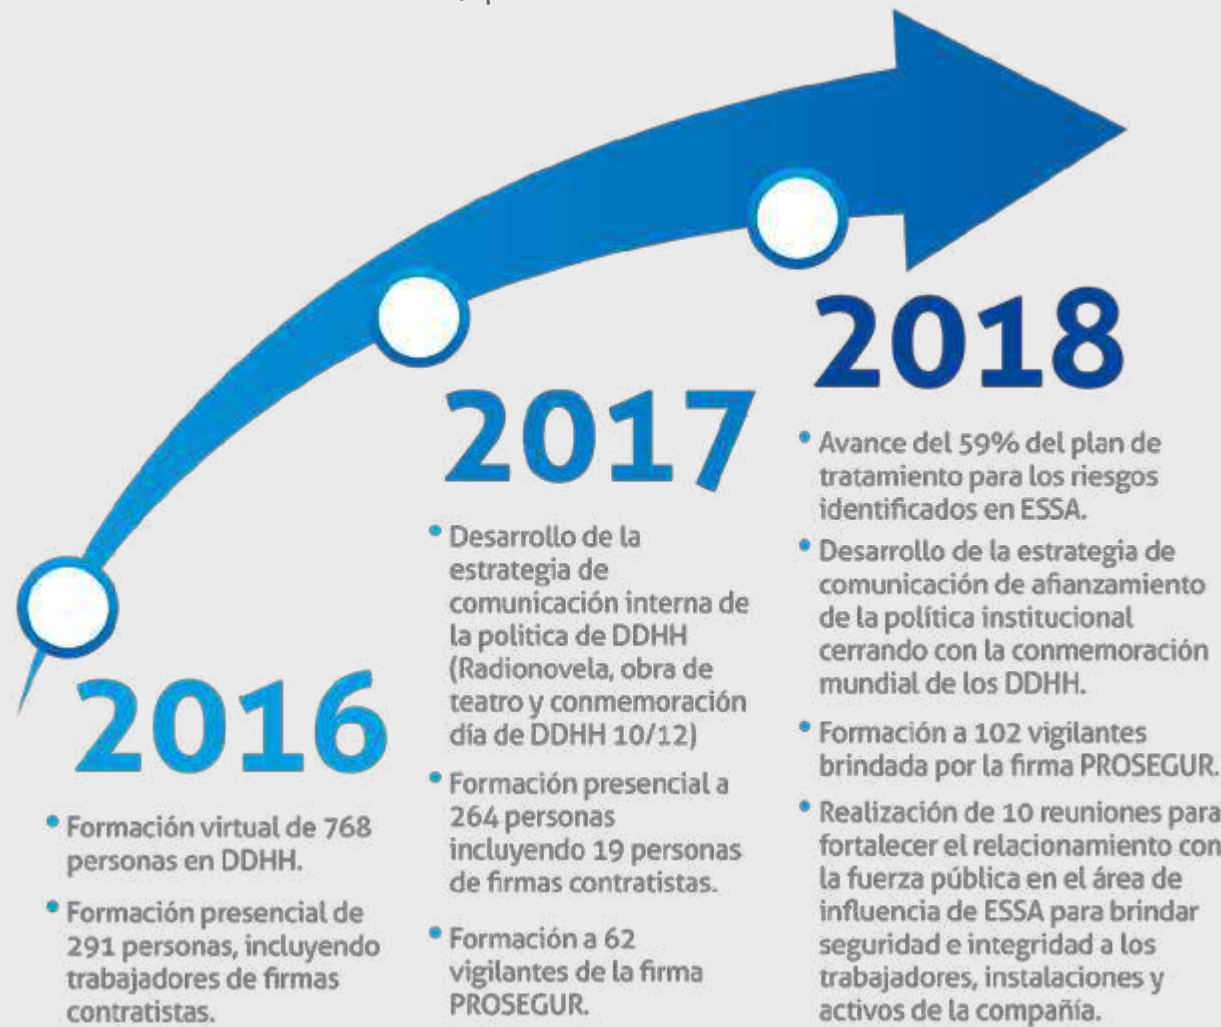 2016
• Formación virtual de 768
personas en DDHH.
• Formación presencial de
291 personas, incluyendo
trabajadores de firmas
contratistas.
2017
• Desarrollo de la
estrategia de
comunicación interna de
la politica de DDHH
(Radionovela, obra de
teatro y conmemoración
día de DDHH 10/12)
• Formación presencial a
264 personas
incluyendo 19 personas
de firmas contratistas.
• Formación a 62
vigilantes de la firma
PROSEGUR.
2018
• Avance del 59% del plan de
tratamiento para los riesgos
identificados en ESSA.
• Desarrollo de la estrategia de
comunicación de afianzamiento
de la política institucional
cerrando con la conmemoración
mundial de los DDHH.
• Formación a 102 vigilantes
brindada por la firma PROSEGUR.
• Realización de 10 reuniones para
fortalecer el relacionamiento con
la fuerza pública en el área de
influencia de ESSA para brindar
seguridad e integridad a los
trabajadores, instalaciones y
activos de la compañía.